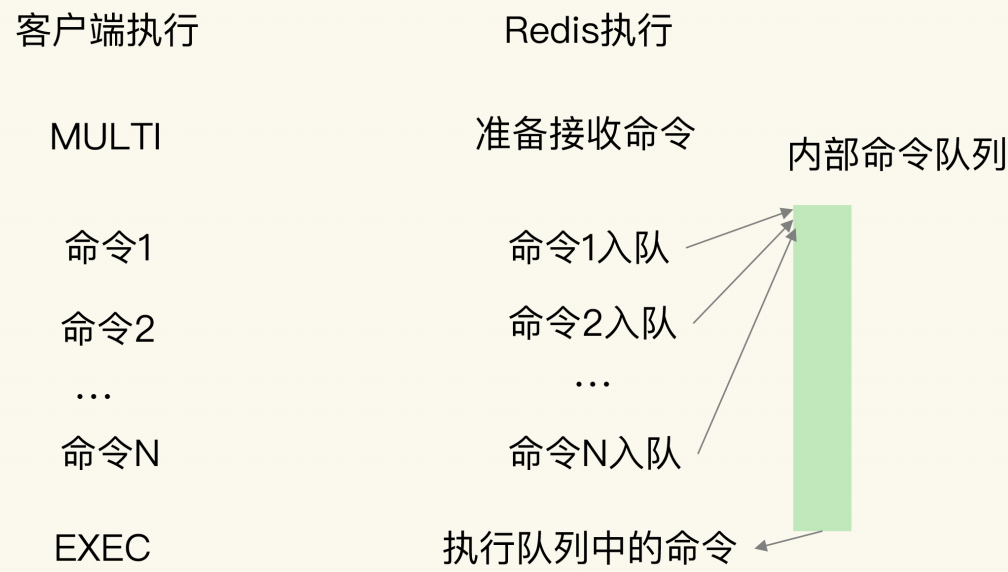 客户端执行
Redis执行
MULTI
准备接收命令
内部命令队列
命令1
命令1入队
命令2
命令2入队
...
...
命令N
命令N入队
EXEC
执行队列中的命令